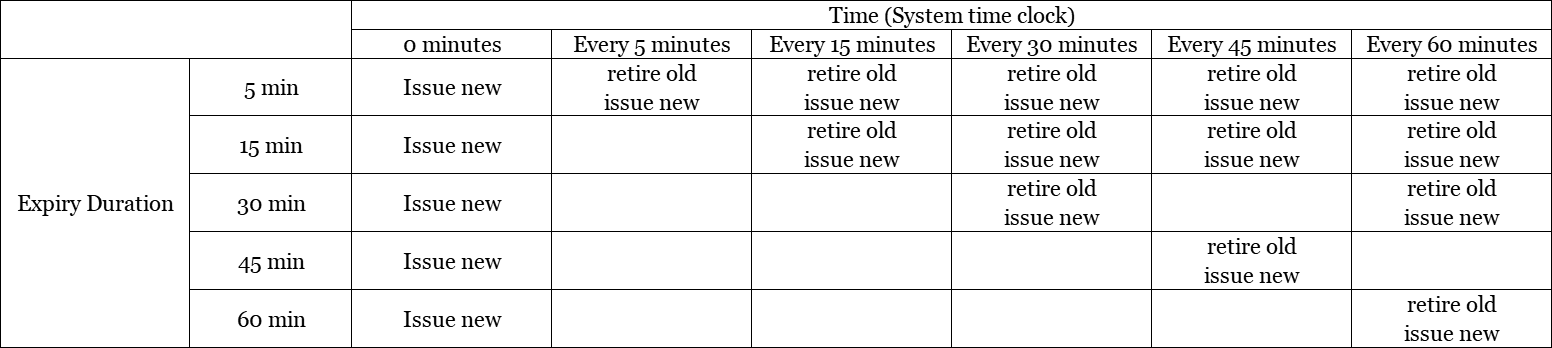 Time (System time clock)
0 minutes Every 5 minutes Every 15 minutes Every 30 minutes Every 45 minutes Every 60 minutes
Expiry Duration
5 min Issue new retire old issue new retire old issue new retire old issue new retire old issue new retire old issue new
15 min Issue new retire old issue new retire old issue new retire old issue new retire old issue new
30 min Issue new retire old issue new retire old issue new
45 min Issue new retire old issue new
60 min Issue new retire old issue new